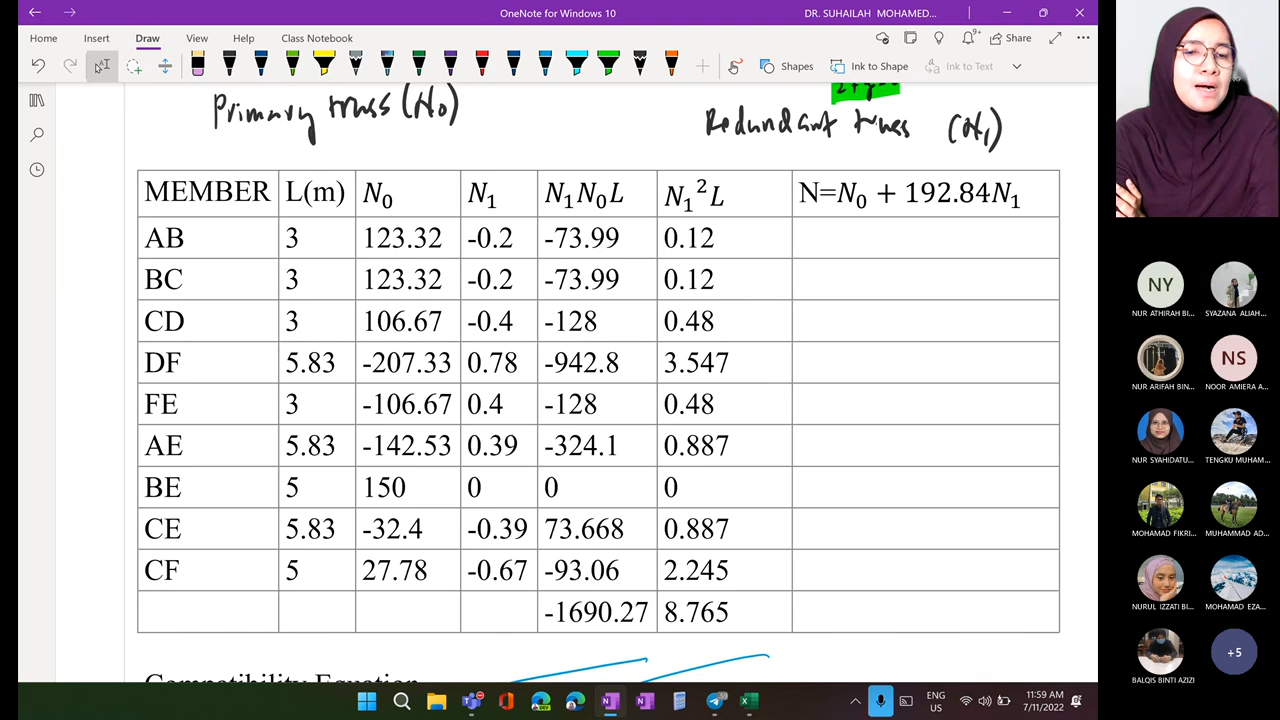 OneNote for Windows 10
DR. SUHAILAH MOHAMED...
Home Insert Draw View Help Class Notebook
Share
Shapes
Ink to Shape
Ink to Text
Primary truss (N₀)
Redundant truss (N₁)
MEMBER L(m) N₀ N₁ N₁N₀L N₁²L N=N₀ + 192.84N₁
AB 3 123.32 -0.2 -73.99 0.12
BC 3 123.32 -0.2 -73.99 0.12
CD 3 106.67 -0.4 -128 0.48
DF 5.83 -207.33 0.78 -942.8 3.547
FE 3 -106.67 0.4 -128 0.48
AE 5.83 -142.53 0.39 -324.1 0.887
BE 5 150 0 0 0
CE 5.83 -32.4 -0.39 73.668 0.887
CF 5 27.78 -0.67 -93.06 2.245
-1690.27 8.765
Compatibility Equation
NY
NUR ATHIRAH BI...
SYAZANA ALIAH...
NS
NUR ARIFAH BIN...
NOOR AMIERA A...
NUR SYAHIDATU...
TENGKU MUHAM...
MOHAMAD FIKRI...
MUHAMMAD AD...
NURUL IZZATI BI...
MOHAMAD EZA...
+5
BALQIS BINTI AZIZI
ENG
US
11:59 AM
7/11/2022